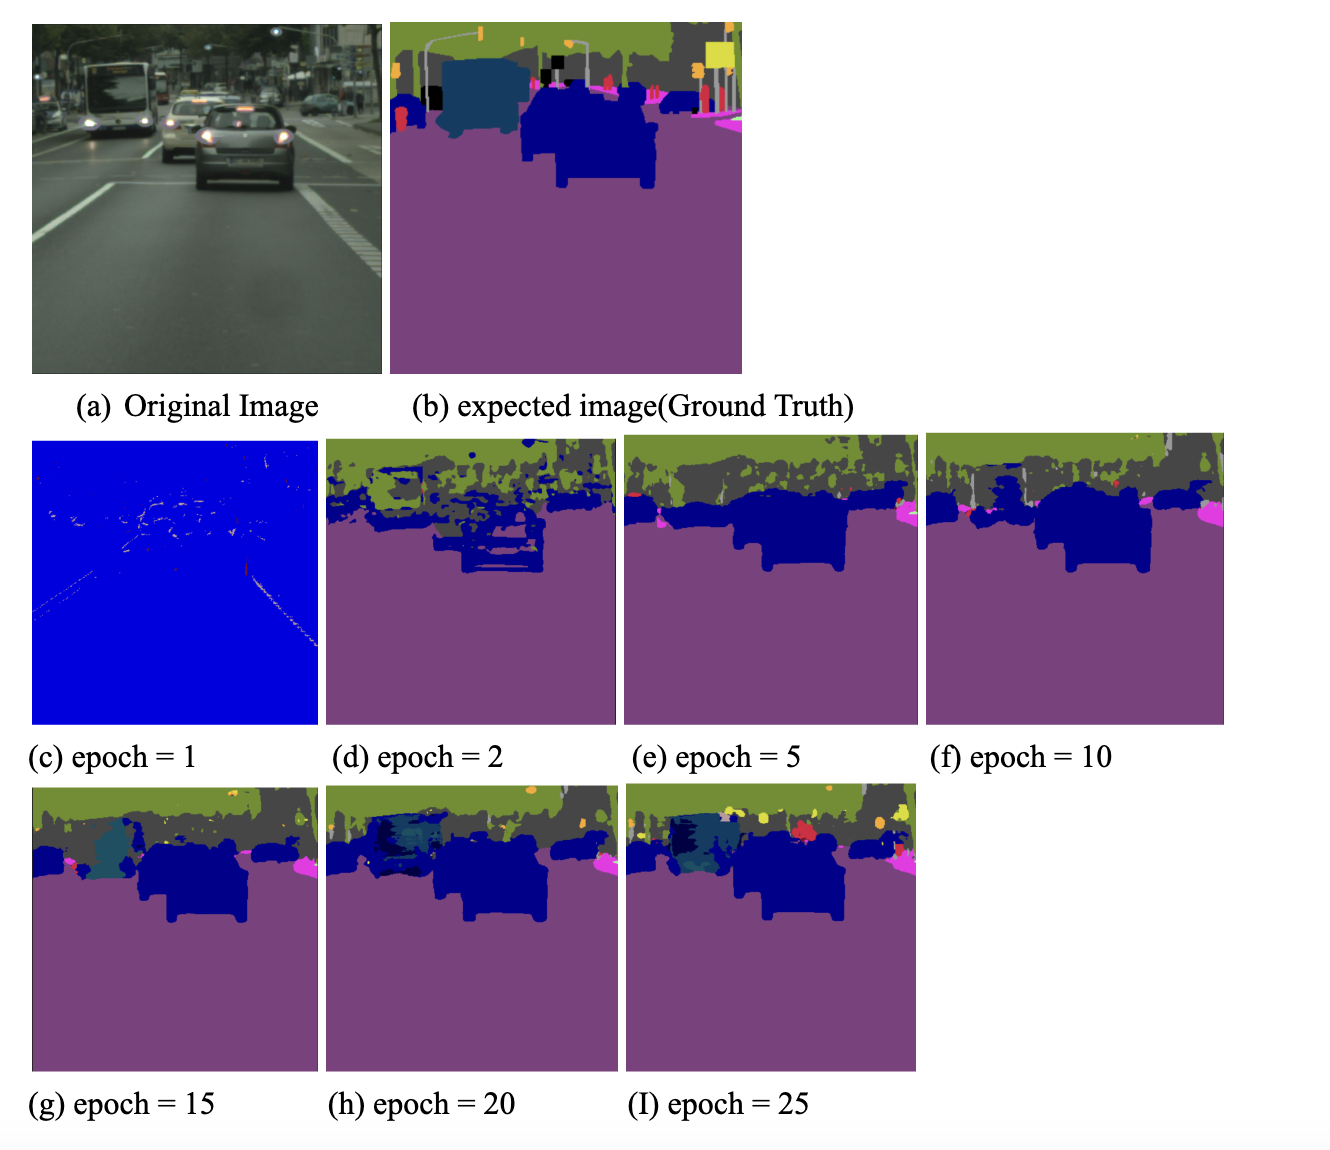 (a) Original Image
(b) expected image(Ground Truth)
(c) epoch = 1
(d) epoch = 2
(e) epoch = 5
(f) epoch = 10
(g) epoch = 15
(h) epoch = 20
(I) epoch = 25